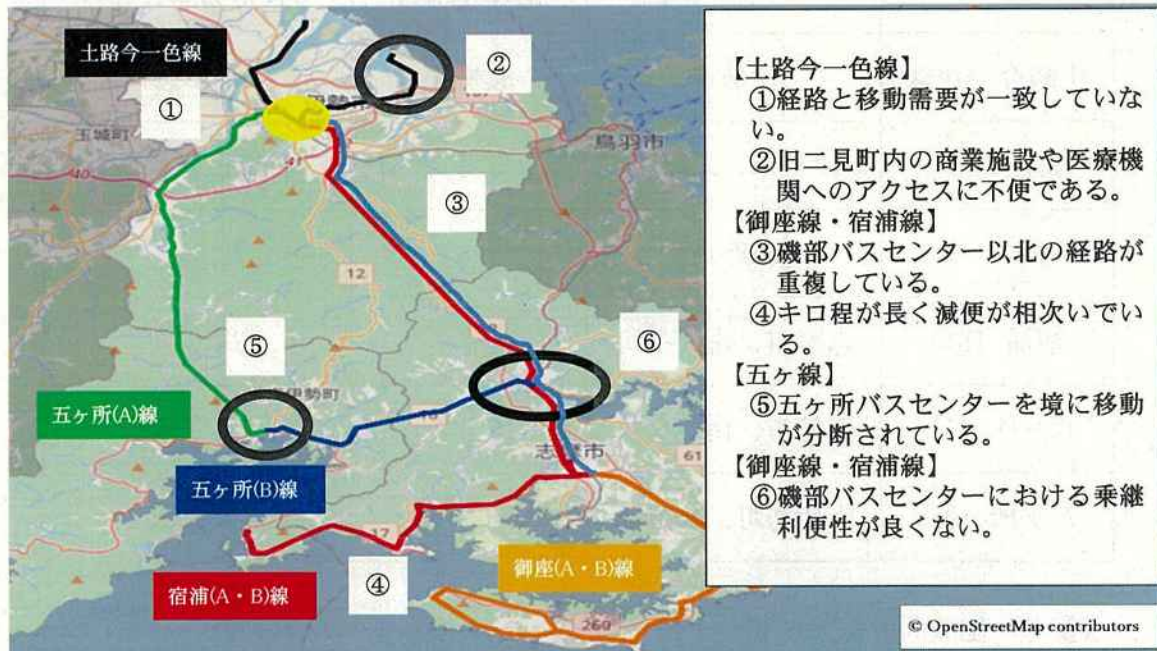 土路今一色線
①
②
玉城町
鳥羽市
40
41
③
12
⑤
⑥
五ヶ所(A)線
志摩市
61
五ヶ所(B)線
17
宿浦(A・B)線
④
御座(A・B)線
260
【土路今一色線】
①経路と移動需要が一致していな
い。
②旧二見町内の商業施設や医療機
関へのアクセスに不便である。
【御座線・宿浦線】
③磯部バスセンター以北の経路が
重複している。
④キロ程が長く減便が相次いでい
る。
【五ヶ線】
⑤五ヶ所バスセンターを境に移動
が分断されている。
【御座線・宿浦線】
⑥磯部バスセンターにおける乗継
利便性が良くない。
© OpenStreetMap contributors